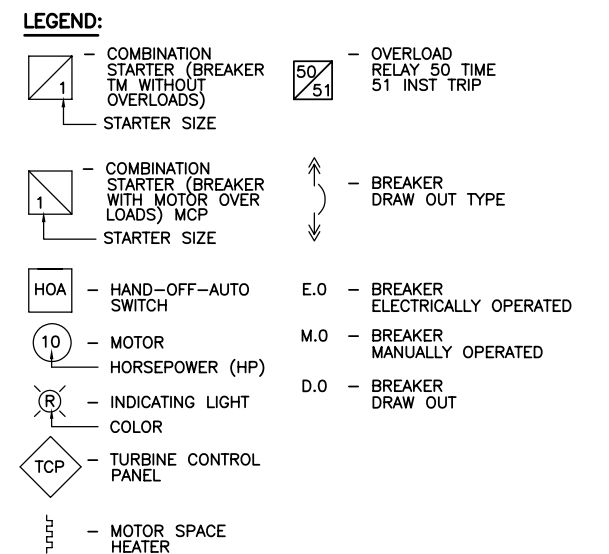 LEGEND:
1
– COMBINATION
STARTER (BREAKER
TM WITHOUT
OVERLOADS)
STARTER SIZE
1
– COMBINATION
STARTER (BREAKER
WITH MOTOR OVER
LOADS) MCP
STARTER SIZE
HOA – HAND–OFF–AUTO
SWITCH
10 – MOTOR
HORSEPOWER (HP)
R – INDICATING LIGHT
COLOR
TCP – TURBINE CONTROL
PANEL
– MOTOR SPACE
HEATER
50
51
– OVERLOAD
RELAY 50 TIME
51 INST TRIP
– BREAKER
DRAW OUT TYPE
E.O – BREAKER
ELECTRICALLY OPERATED
M.O – BREAKER
MANUALLY OPERATED
D.O – BREAKER
DRAW OUT